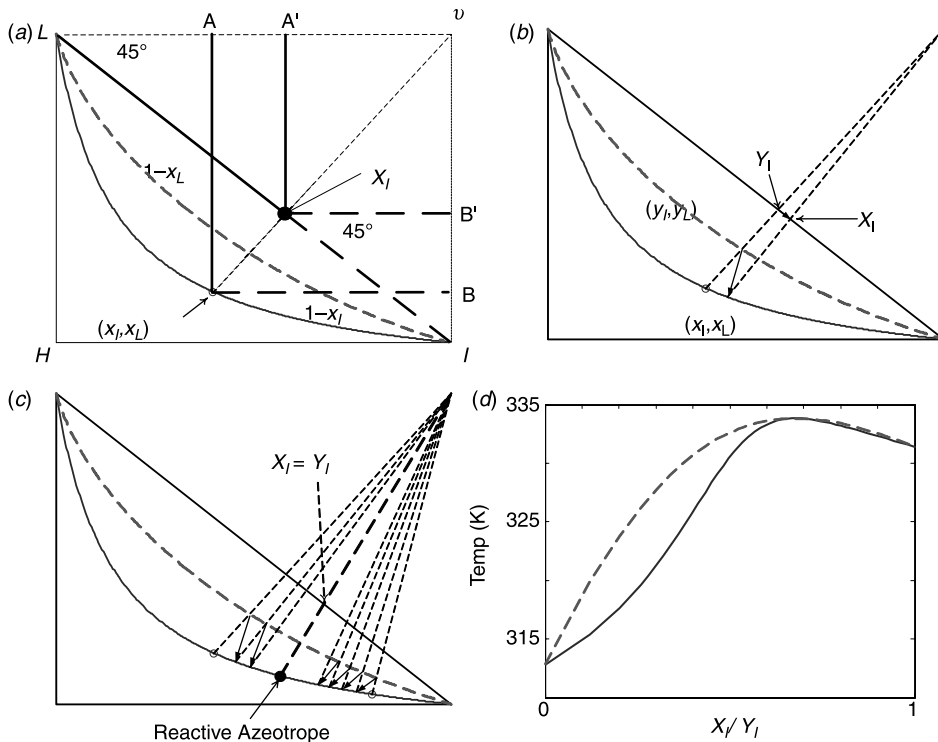 (a)
L
A
A'
υ
45°
1–x_L
X_I
B'
45°
B
1–x_I
(x_I,x_L)
H
I
(b)
Y_I
X_I
(y_I,y_L)
(x_I,x_L)
(c)
X_I = Y_I
Reactive Azeotrope
(d)
335
325
315
Temp (K)
0
1
X_I/Y_I